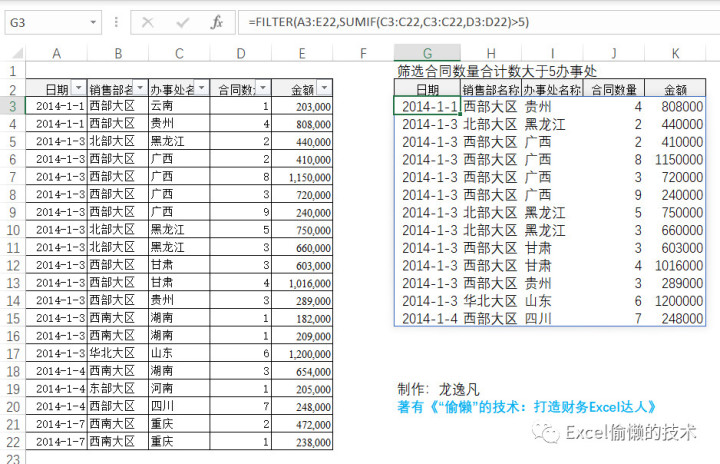 G3 fx =FILTER(A3:E22,SUMIF(C3:C22,C3:C22,D3:D22)>5)
A B C D E F G H I J K
1 筛选合同数量合计数大于5办事处
2 日期 销售部名 办事处名 合同数 金额 日期 销售部名称 办事处名称 合同数量 金额
3 2014-1-1 西部大区 云南 1 203,000 2014-1-1 西部大区 贵州 4 808000
4 2014-1-1 西部大区 贵州 4 808,000 2014-1-3 北部大区 黑龙江 2 440000
5 2014-1-3 北部大区 黑龙江 2 440,000 2014-1-3 西部大区 广西 2 410000
6 2014-1-3 西部大区 广西 2 410,000 2014-1-3 西部大区 广西 8 1150000
7 2014-1-3 西部大区 广西 8 1,150,000 2014-1-3 西部大区 广西 3 720000
8 2014-1-3 西部大区 广西 3 720,000 2014-1-3 西部大区 广西 9 240000
9 2014-1-3 西部大区 广西 9 240,000 2014-1-3 北部大区 黑龙江 5 750000
10 2014-1-3 北部大区 黑龙江 5 750,000 2014-1-3 北部大区 黑龙江 3 660000
11 2014-1-3 北部大区 黑龙江 3 660,000 2014-1-3 西部大区 甘肃 3 603000
12 2014-1-3 西部大区 甘肃 3 603,000 2014-1-3 西部大区 甘肃 4 1016000
13 2014-1-3 西部大区 甘肃 4 1,016,000 2014-1-3 西部大区 贵州 3 289000
14 2014-1-3 西部大区 贵州 3 289,000 2014-1-3 华北大区 山东 6 1200000
15 2014-1-3 西南大区 湖南 1 182,000 2014-1-4 西部大区 四川 7 248000
16 2014-1-3 西南大区 湖南 1 209,000
17 2014-1-3 华北大区 山东 6 1,200,000
18 2014-1-4 西南大区 湖南 3 654,000
19 2014-1-4 东部大区 河南 1 205,000 制作：龙逸凡
20 2014-1-4 西部大区 四川 7 248,000 著有《“偷懒”的技术：打造财务Excel达人》
21 2014-1-7 西南大区 重庆 2 472,000 Excel偷懒的技术
22 2014-1-7 西南大区 重庆 1 238,000
23